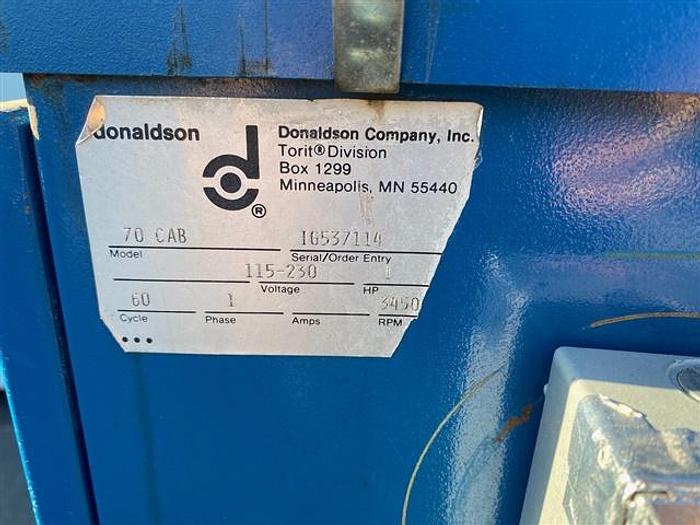 donaldson
Donaldson Company, Inc.
Torit® Division
Box 1299
Minneapolis, MN 55440
®
70 CAB IG537114
Model Serial/Order Entry
115-230 1
Voltage HP
60 1 3450
Cycle Phase Amps RPM